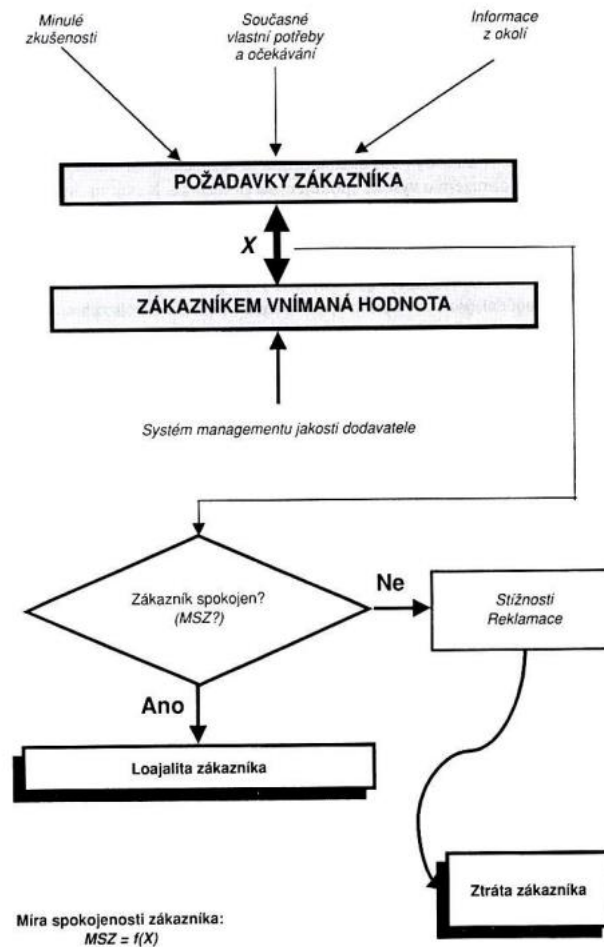 Minulé
zkušenosti
Současné
vlastní potřeby
a očekávání
Informace
z okolí
POŽADAVKY ZÁKAZNÍKA
X
ZÁKAZNÍKEM VNÍMANÁ HODNOTA
Systém managementu jakosti dodavatele
Zákazník spokojen?
(MSZ?)
Ne
Stížnosti
Reklamace
Ano
Loajalita zákazníka
Ztráta zákazníka
Míra spokojenosti zákazníka:
MSZ = f(X)